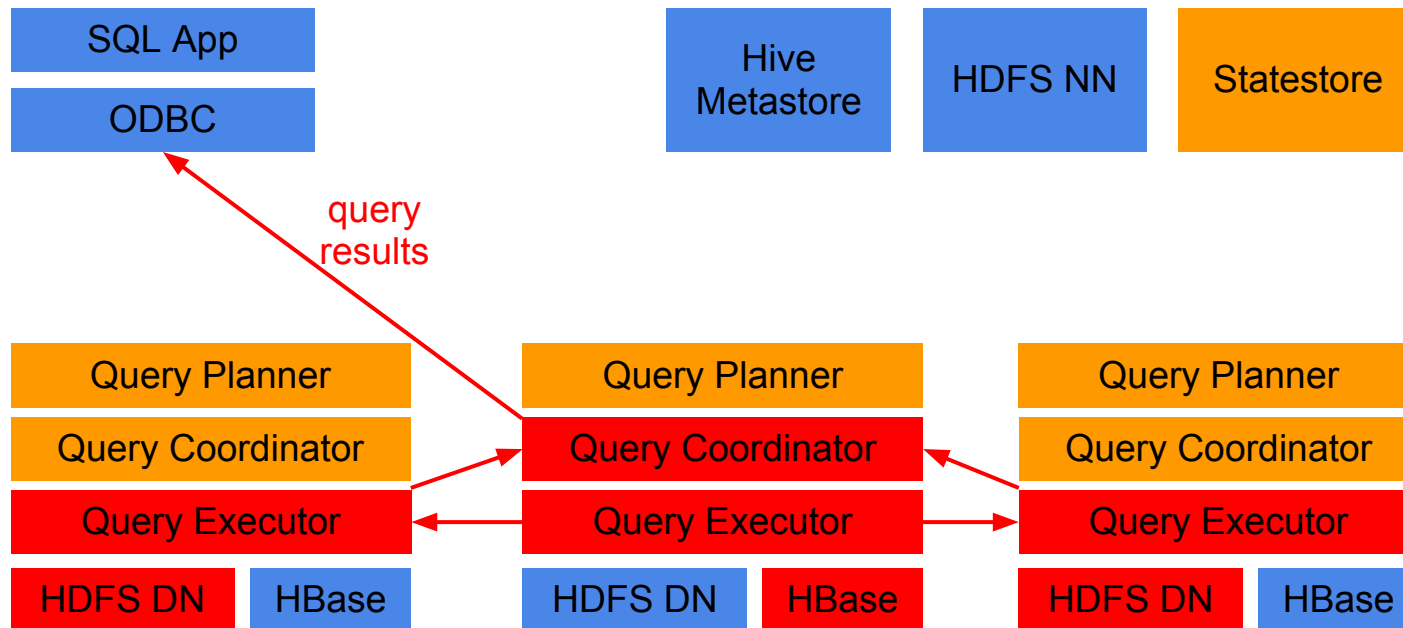 SQL App
ODBC
Hive
Metastore
HDFS NN
Statestore
query
results
Query Planner
Query Planner
Query Planner
Query Coordinator
Query Coordinator
Query Coordinator
Query Executor
Query Executor
Query Executor
HDFS DN
HBase
HDFS DN
HBase
HDFS DN
HBase